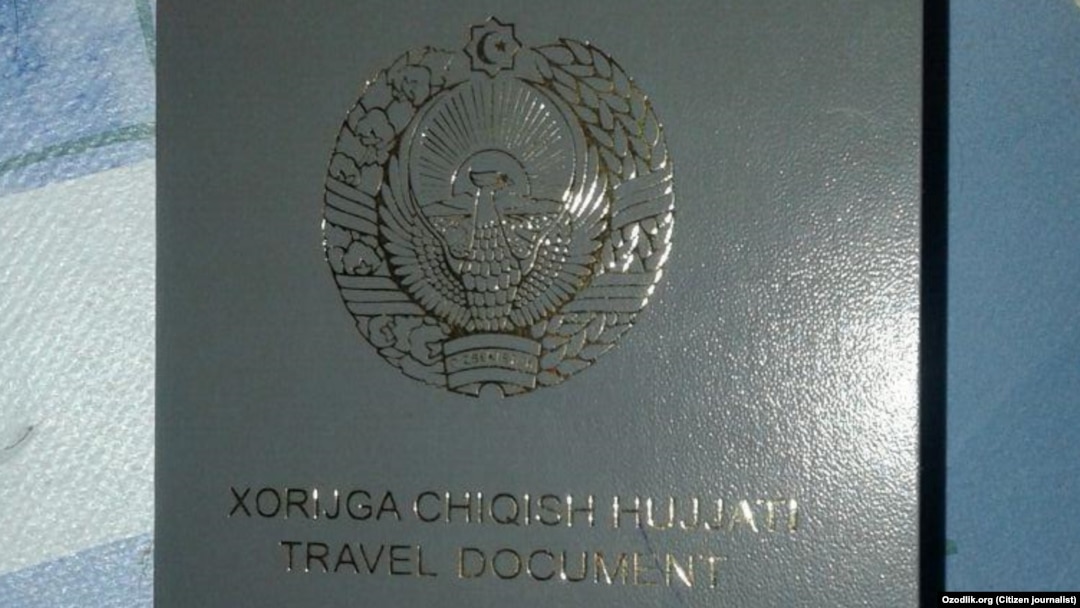 XORIJGA CHIQISH HUJJATI
TRAVEL DOCUMENT
Ozodlik.org (Citizen journalist)